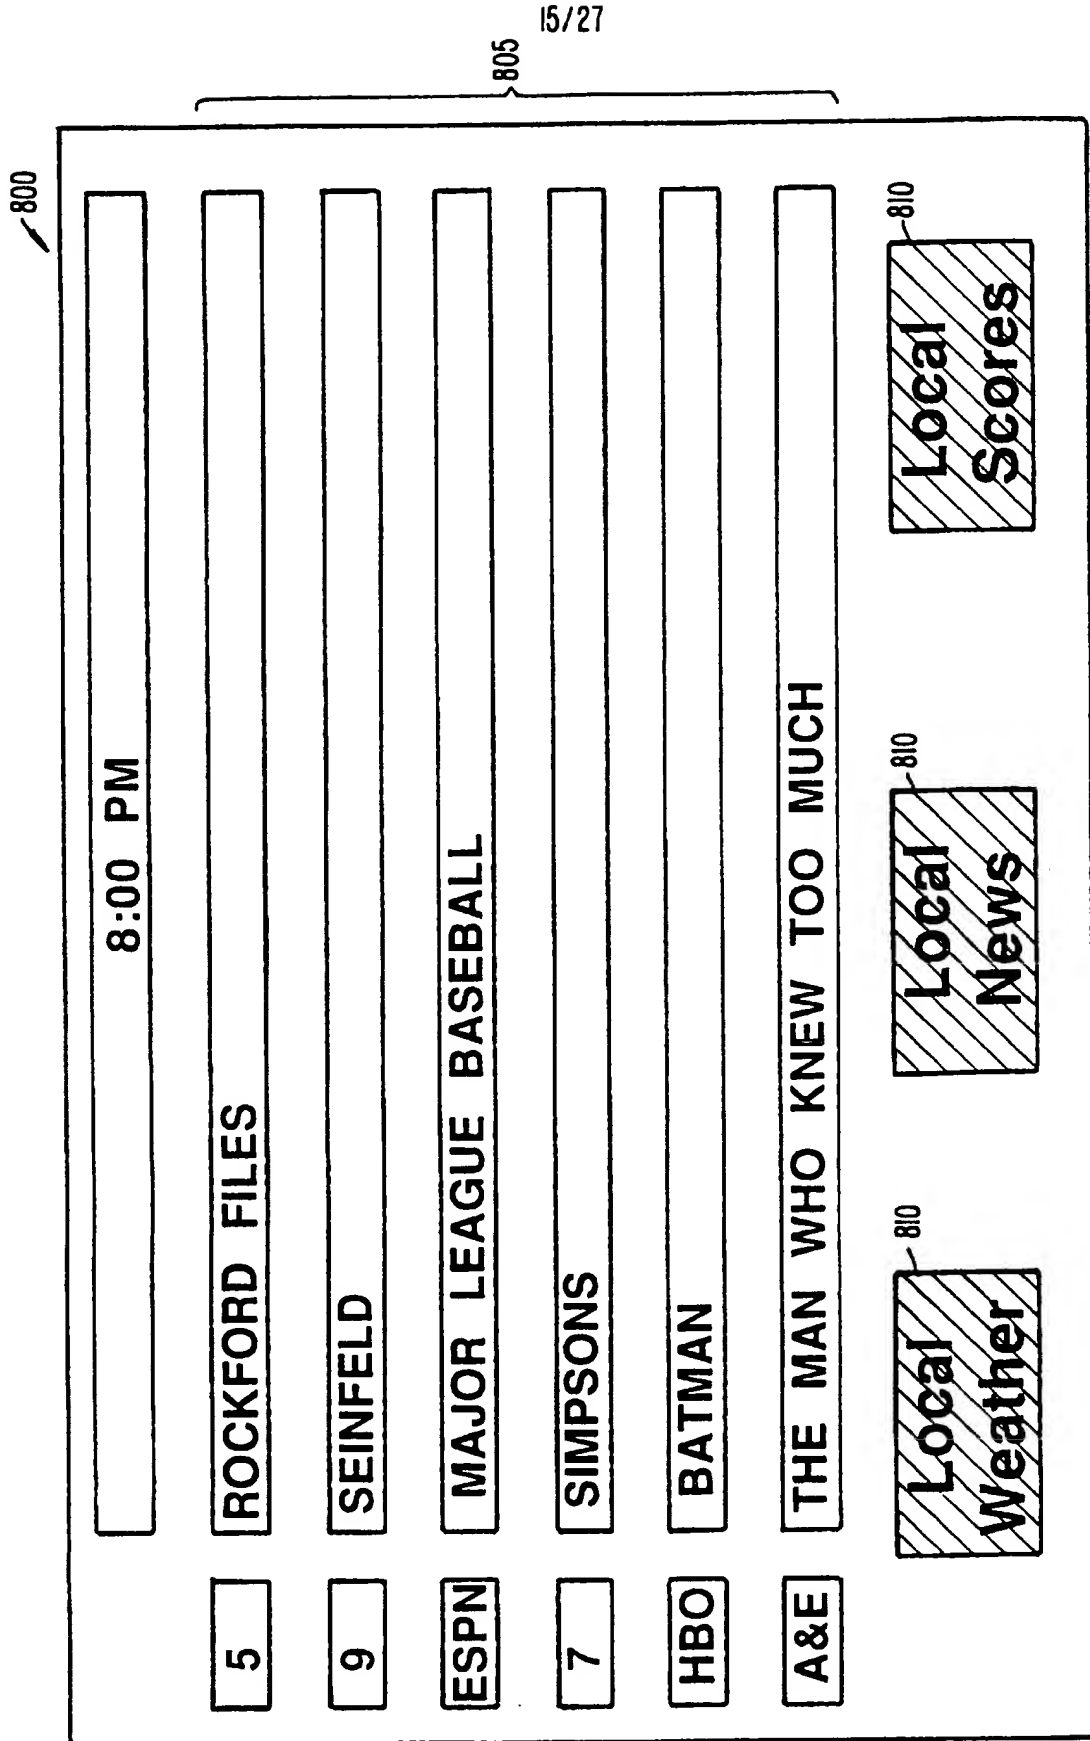 15/27
800
805
8:00 PM
5 ROCKFORD FILES
9 SEINFELD
ESPN MAJOR LEAGUE BASEBALL
7 SIMPSONS
HBO BATMAN
A&E THE MAN WHO KNEW TOO MUCH
810
810
810
Local Weather
Local News
Local Scores